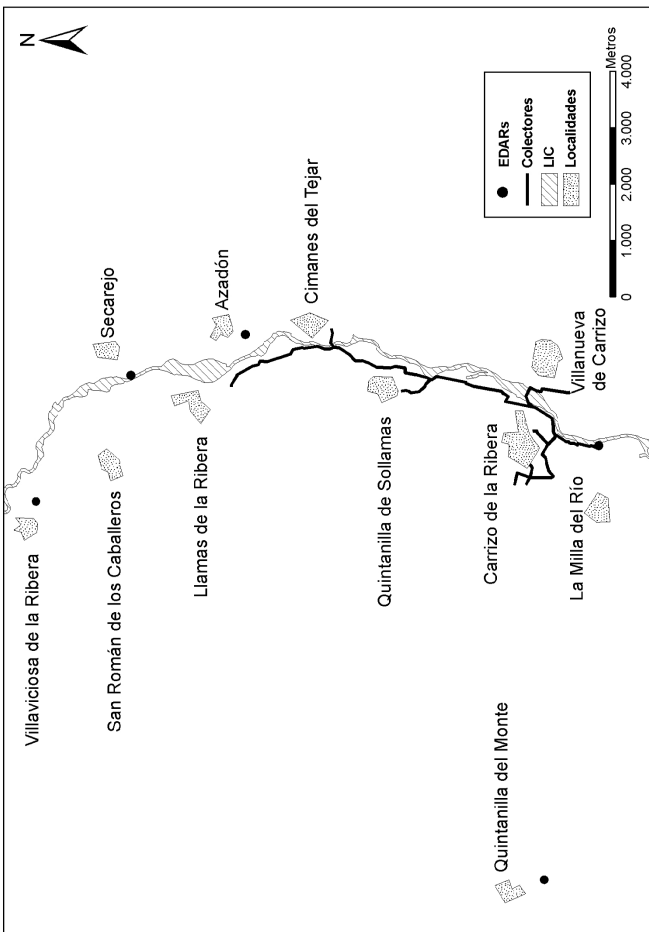 N
Villaviciosa de la Ribera
Secarejo
San Román de los Caballeros
Azadón
Llamas de la Ribera
Cimanes del Tejar
Quintanilla de Sollamas
Carrizo de la Ribera
Villanueva
de Carrizo
La Milla del Río
Quintanilla del Monte
EDARs
Colectores
LIC
Localidades
0 1.000 2.000 3.000 4.000
Metros